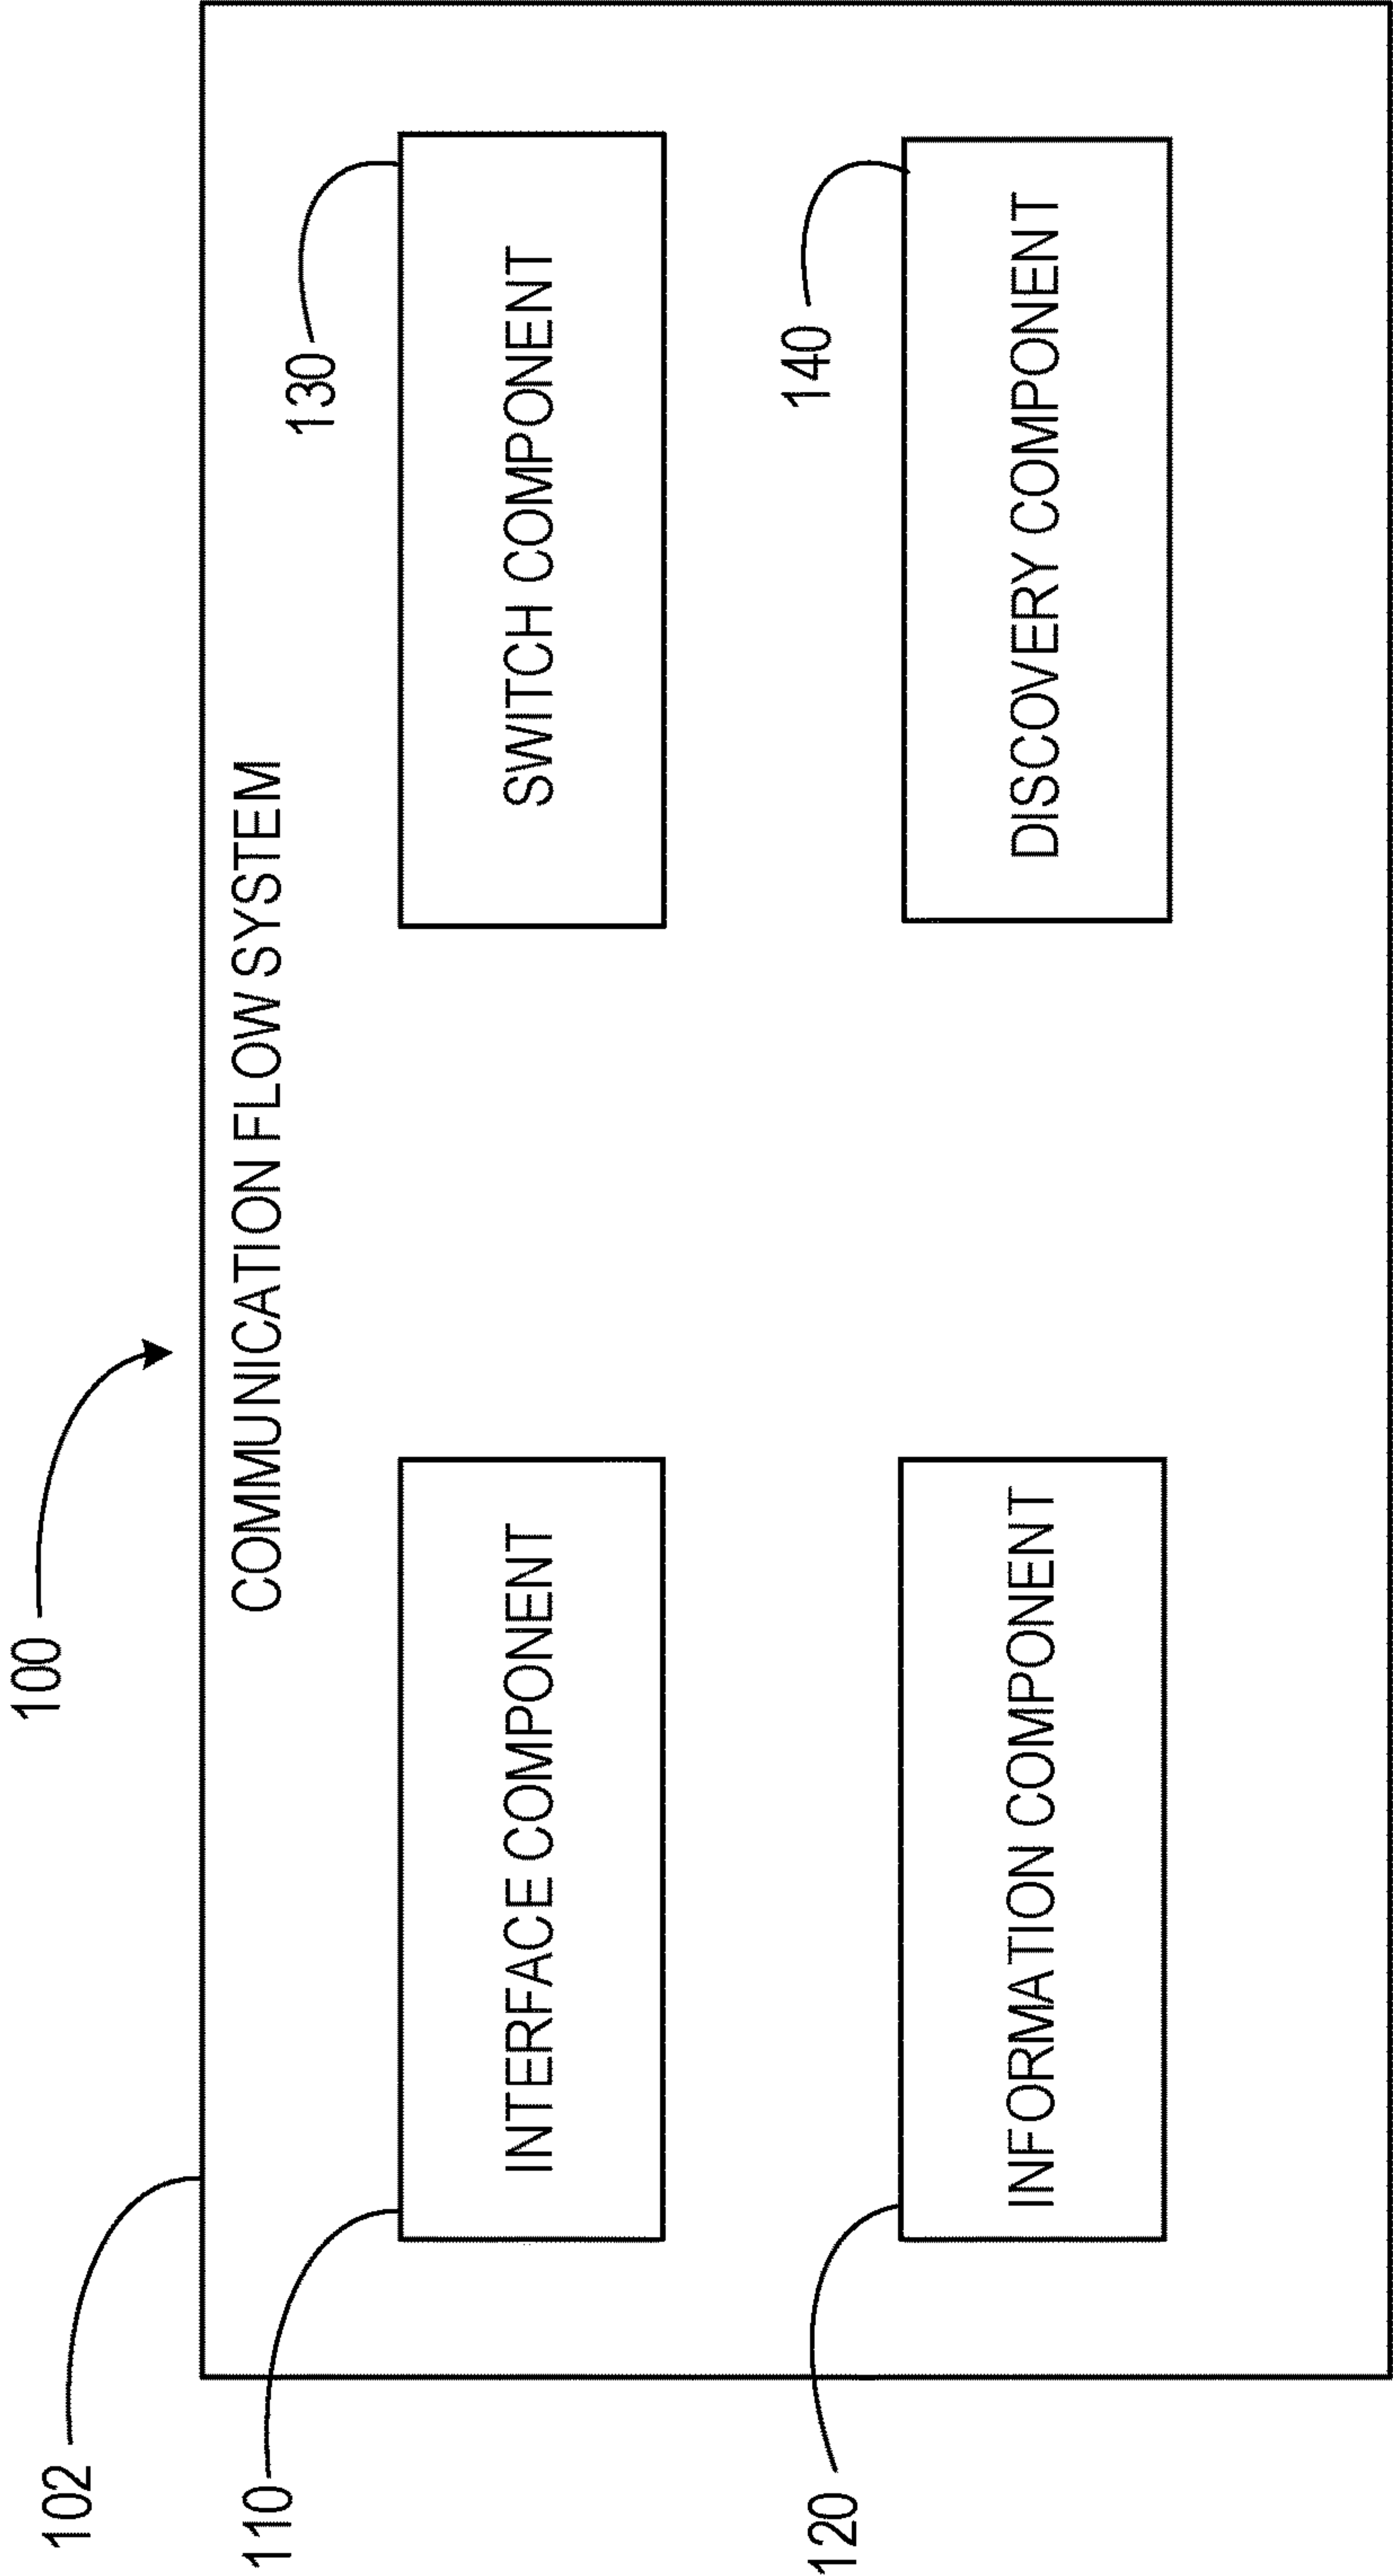 100
102
COMMUNICATION FLOW SYSTEM
110
INTERFACE COMPONENT
130
SWITCH COMPONENT
120
INFORMATION COMPONENT
140
DISCOVERY COMPONENT